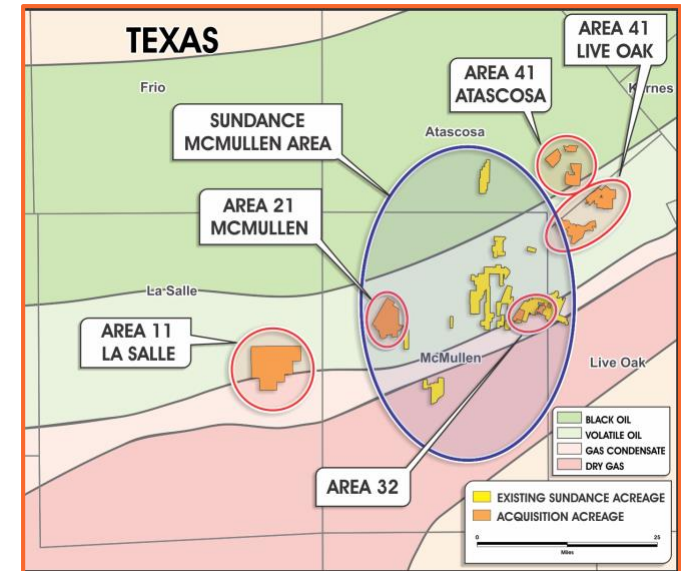 TEXAS
AREA 41
LIVE OAK
AREA 41
ATASCOSA
Frio
Karnes
SUNDANCE
MCMULLEN AREA
Atascosa
AREA 21
MCMULLEN
La Salle
AREA 11
LA SALLE
McMullen
Live Oak
AREA 32
BLACK OIL
VOLATILE OIL
GAS CONDENSATE
DRY GAS
EXISTING SUNDANCE ACREAGE
ACQUISITION ACREAGE
0 25
Miles